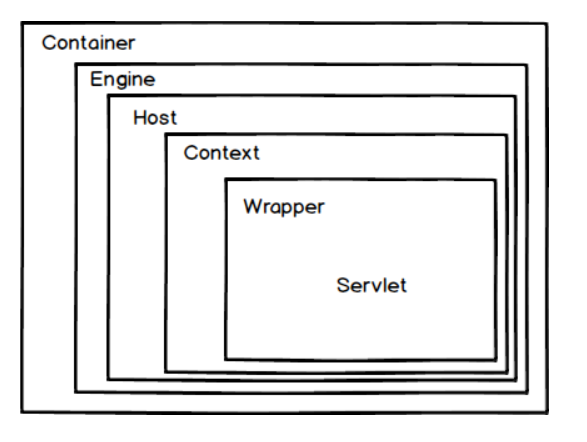 Container
Engine
Host
Context
Wrapper
Servlet